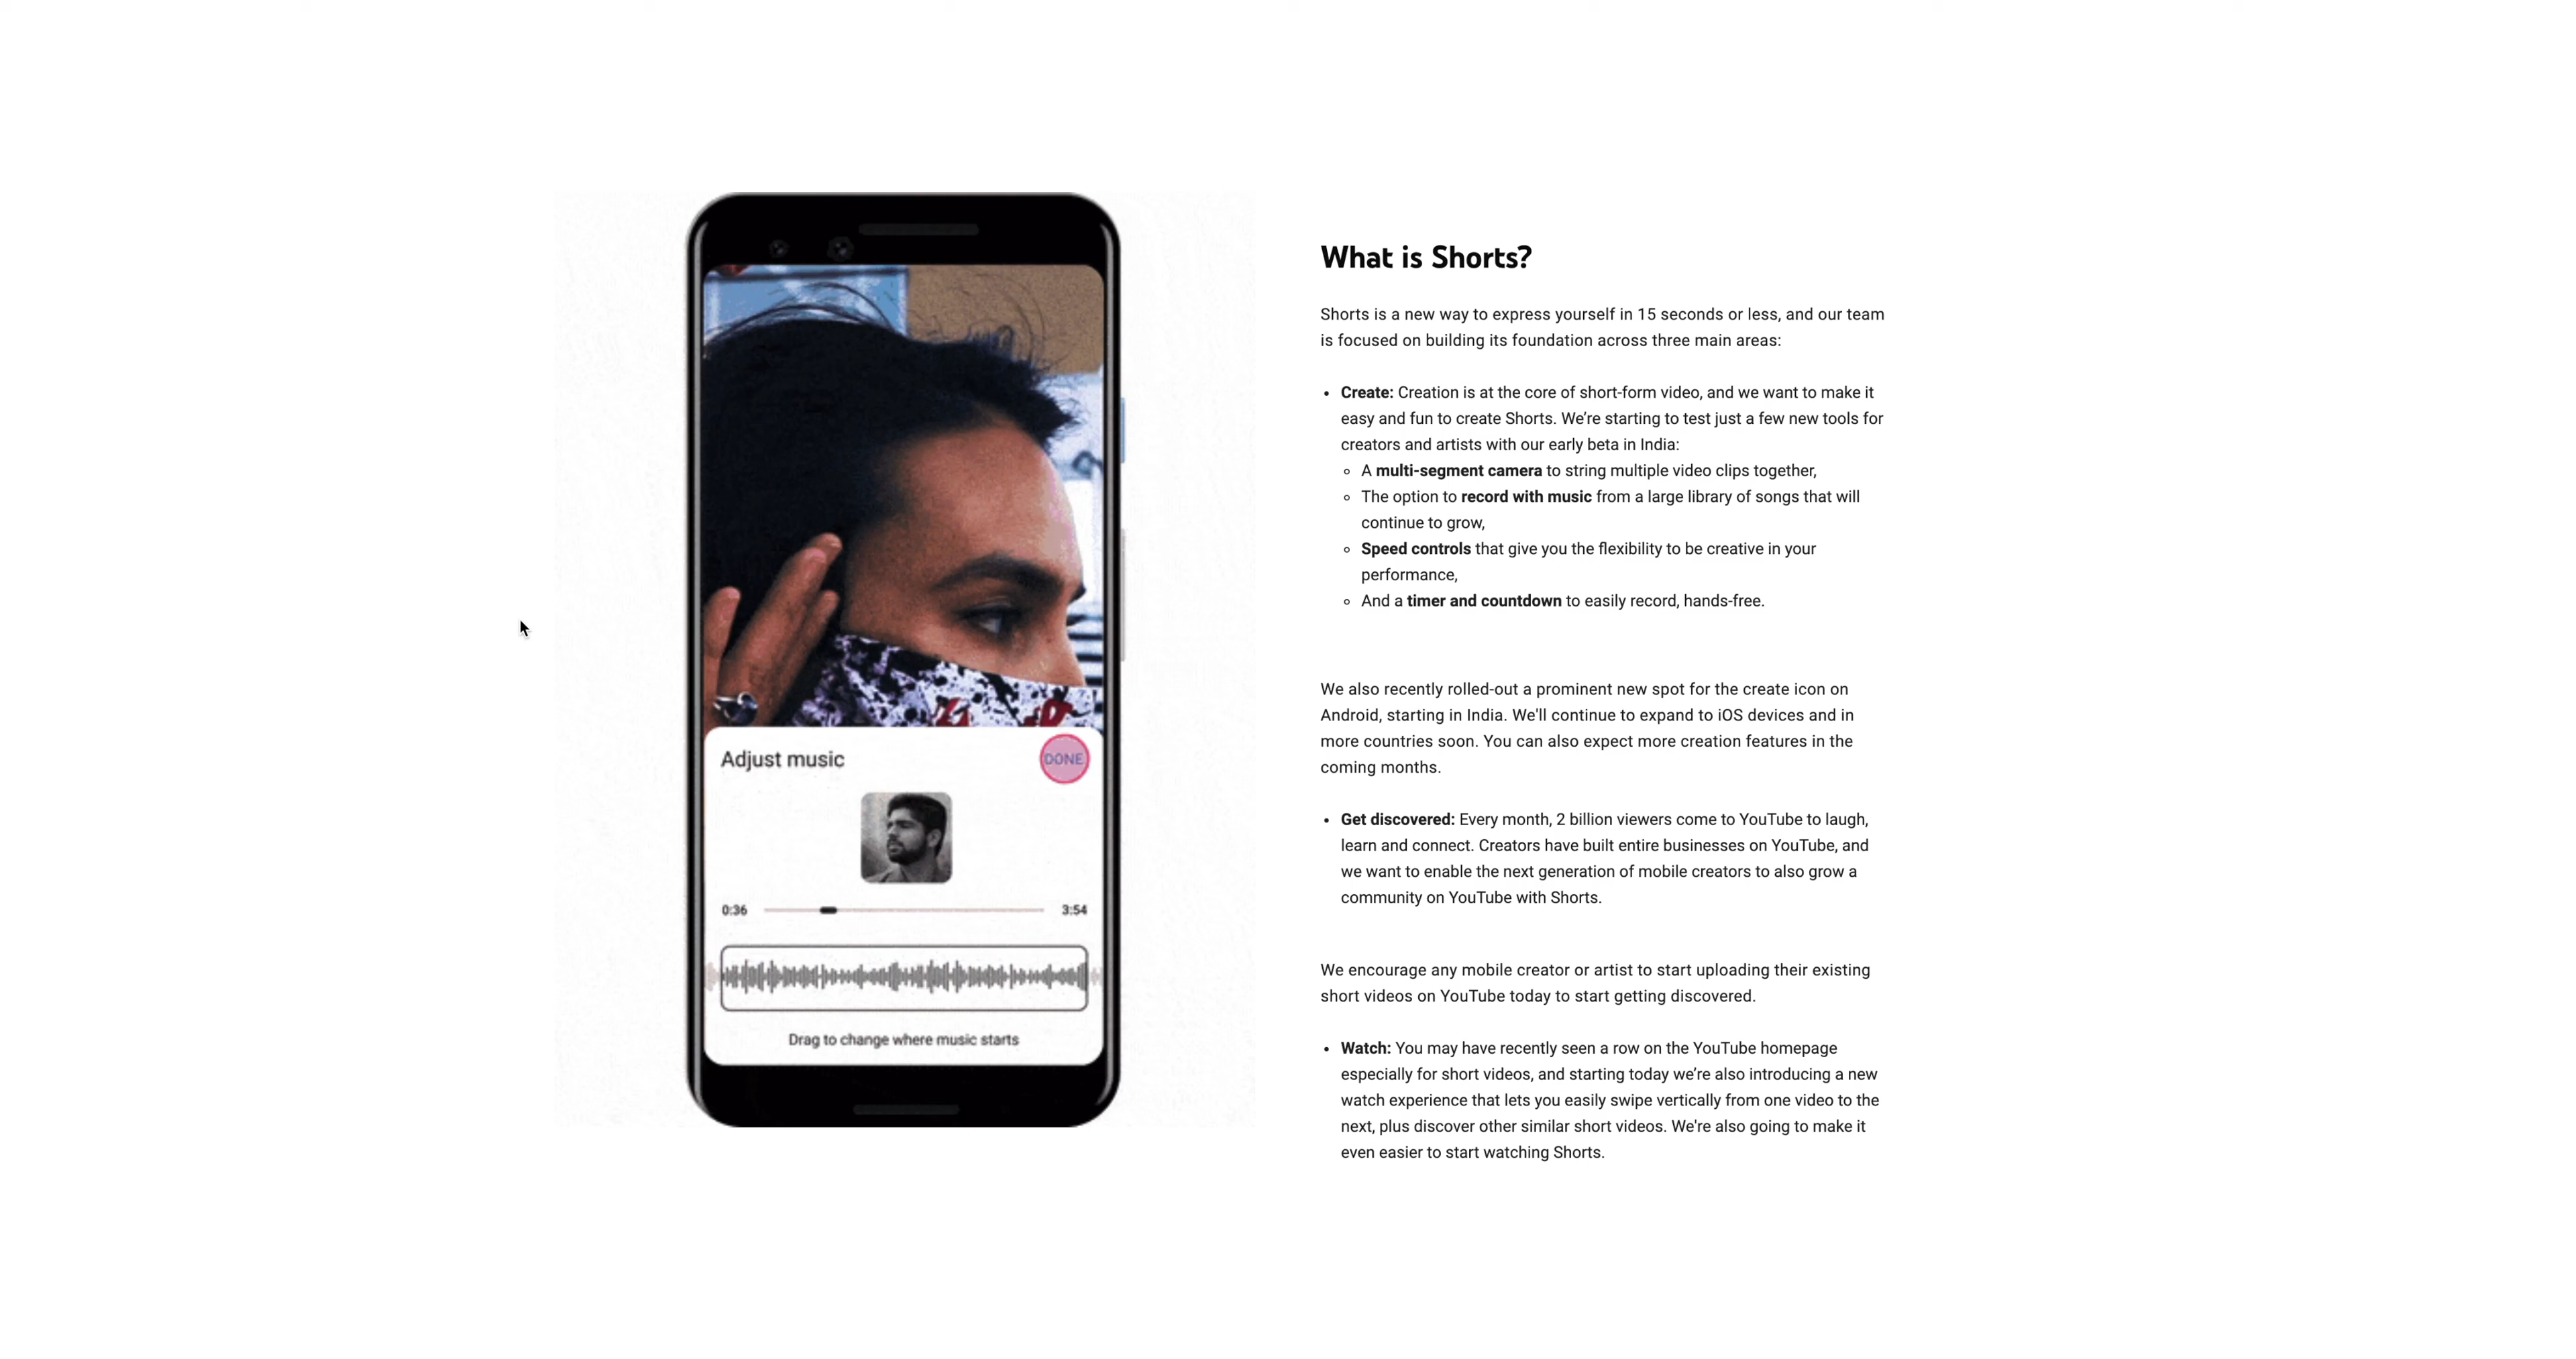 Adjust music
DONE
0:36
3:54
Drag to change where music starts
What is Shorts?
Shorts is a new way to express yourself in 15 seconds or less, and our team
is focused on building its foundation across three main areas:
• Create: Creation is at the core of short-form video, and we want to make it
easy and fun to create Shorts. We’re starting to test just a few new tools for
creators and artists with our early beta in India:
◦ A multi-segment camera to string multiple video clips together,
◦ The option to record with music from a large library of songs that will
continue to grow,
◦ Speed controls that give you the flexibility to be creative in your
performance,
◦ And a timer and countdown to easily record, hands-free.
We also recently rolled-out a prominent new spot for the create icon on
Android, starting in India. We'll continue to expand to iOS devices and in
more countries soon. You can also expect more creation features in the
coming months.
• Get discovered: Every month, 2 billion viewers come to YouTube to laugh,
learn and connect. Creators have built entire businesses on YouTube, and
we want to enable the next generation of mobile creators to also grow a
community on YouTube with Shorts.
We encourage any mobile creator or artist to start uploading their existing
short videos on YouTube today to start getting discovered.
• Watch: You may have recently seen a row on the YouTube homepage
especially for short videos, and starting today we’re also introducing a new
watch experience that lets you easily swipe vertically from one video to the
next, plus discover other similar short videos. We're also going to make it
even easier to start watching Shorts.